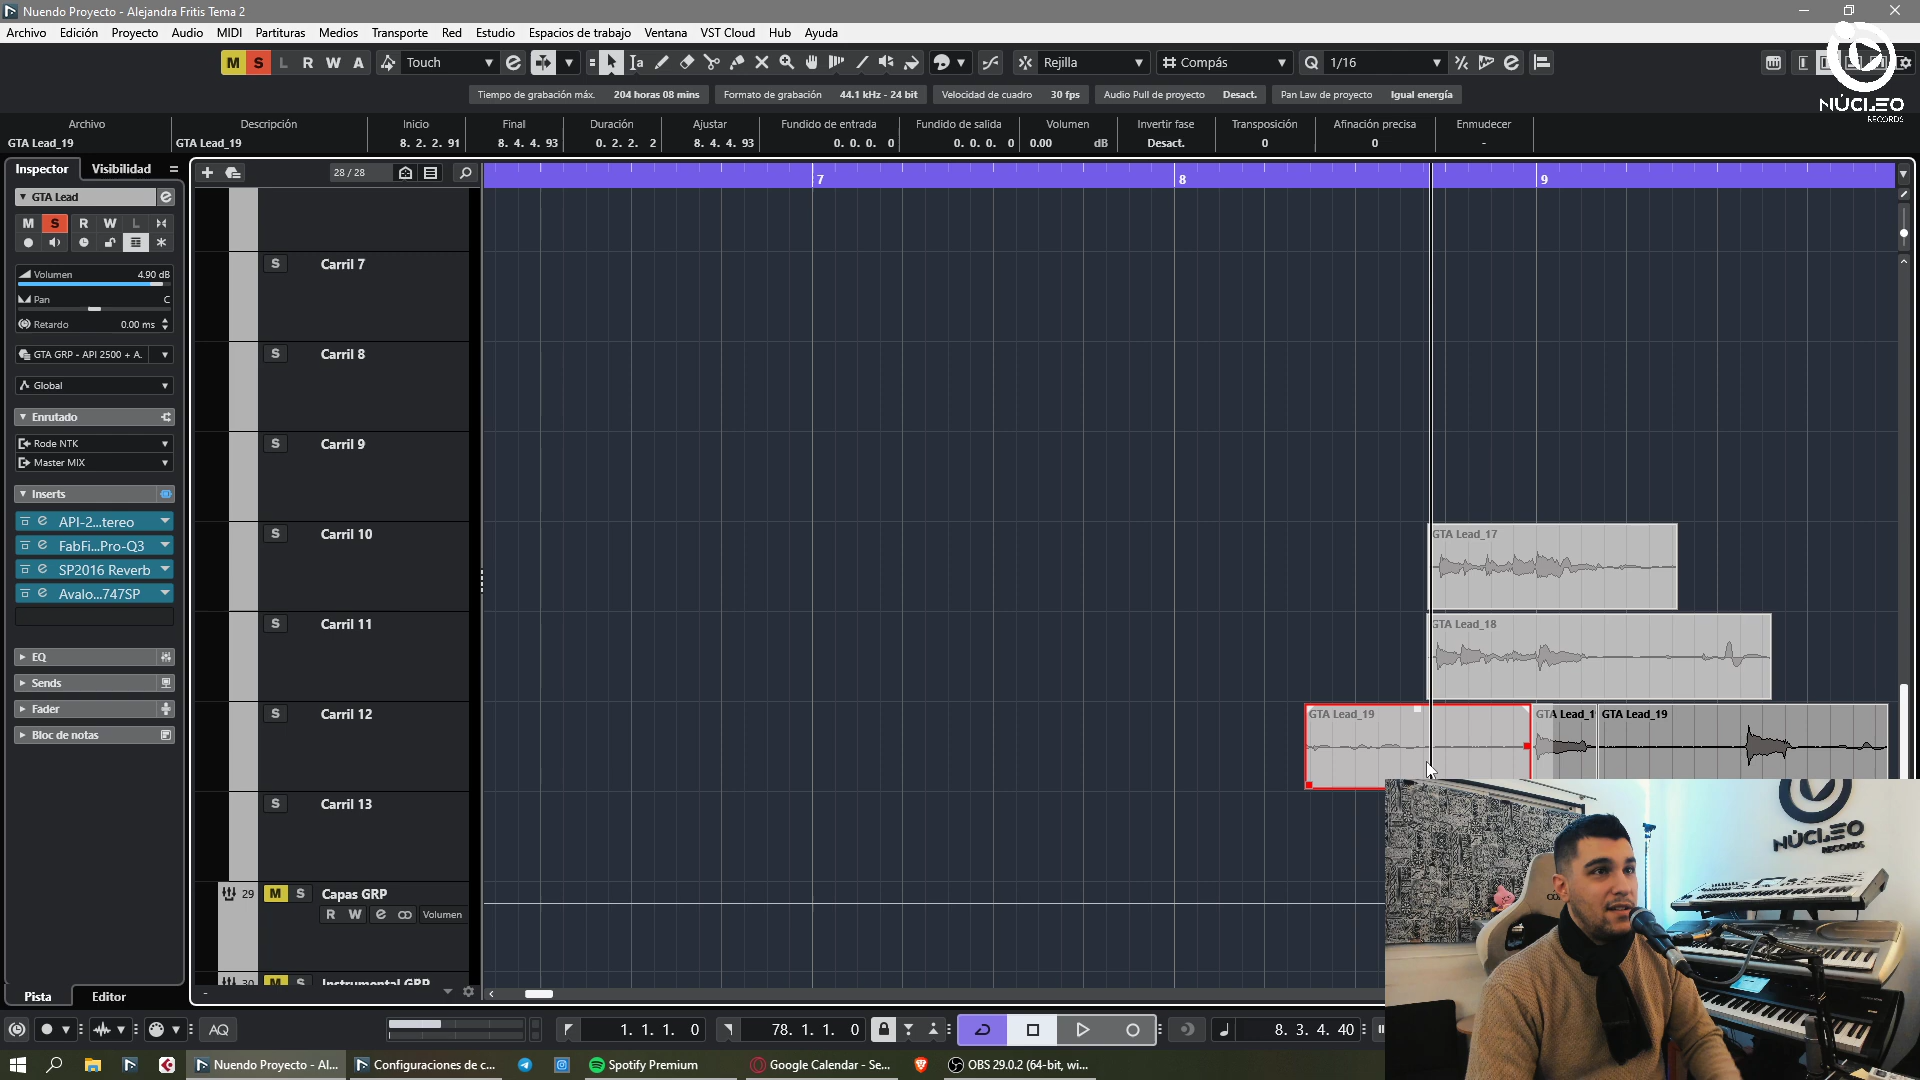 Nuendo Proyecto - Alejandra Fritis Tema 2
Archivo Edición Proyecto Audio MIDI Partituras Medios Transporte Red Estudio Espacios de trabajo Ventana VST Cloud Hub Ayuda
M S L R W A Touch Rejilla Compás Q 1/16
NÚCLEO
RECORDS
Tiempo de grabación máx. 204 horas 08 mins Formato de grabación 44.1 kHz - 24 bit Velocidad de cuadro 30 fps Audio Pull de proyecto Desact. Pan Law de proyecto Igual energía
Archivo Descripción Inicio Final Duración Ajustar Fundido de entrada Fundido de salida Volumen Invertir fase Transposición Afinación precisa Enmudecer
GTA Lead_19 GTA Lead_19 8. 2. 2. 91 8. 4. 4. 93 0. 2. 2. 2 8. 4. 4. 93 0. 0. 0. 0 0. 0. 0. 0 0.00 dB Desact. 0 0 -
Inspector Visibilidad 28 / 28 7 8 9
GTA Lead
M S R W L
Volumen 4.90 dB
Pan C
Retardo 0.00 ms
GTA GRP - API 2500 + A.
Global
Enrutado
Rode NTK
Master MIX
Inserts
API-2...tereo
FabFi...Pro-Q3
SP2016 Reverb
Avalo...747SP
EQ
Sends
Fader
Bloc de notas
S Carril 7
S Carril 8
S Carril 9
S Carril 10
S Carril 11
S Carril 12
S Carril 13
29 M S Capas GRP
R W Volumen
30 M S Instrumental GRP
GTA Lead_17
GTA Lead_18
GTA Lead_19 GTA Lead_1 GTA Lead_19
NÚCLEO
RECORDS
Pista Editor
AQ 1. 1. 1. 0 78. 1. 1. 0 8. 3. 4. 40
Nuendo Proyecto - Al... Configuraciones de c... Spotify Premium Google Calendar - Se... OBS 29.0.2 (64-bit, wi...